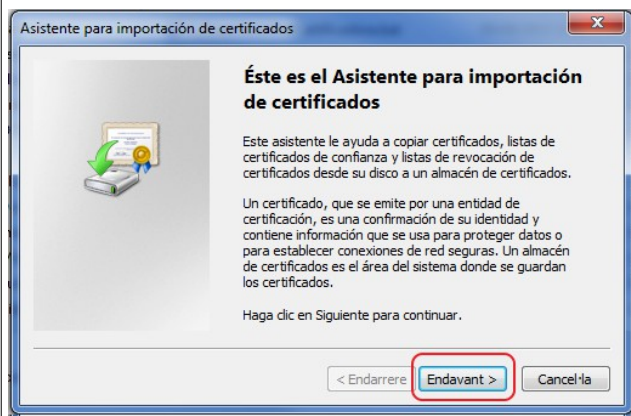 Asistente para importación de certificados
Éste es el Asistente para importación
de certificados
Este asistente le ayuda a copiar certificados, listas de
certificados de confianza y listas de revocación de
certificados desde su disco a un almacén de certificados.
Un certificado, que se emite por una entidad de
certificación, es una confirmación de su identidad y
contiene información que se usa para proteger datos o
para establecer conexiones de red seguras. Un almacén
de certificados es el área del sistema donde se guardan
los certificados.
Haga clic en Siguiente para continuar.
< Endarrere Endavant > Cancel·la